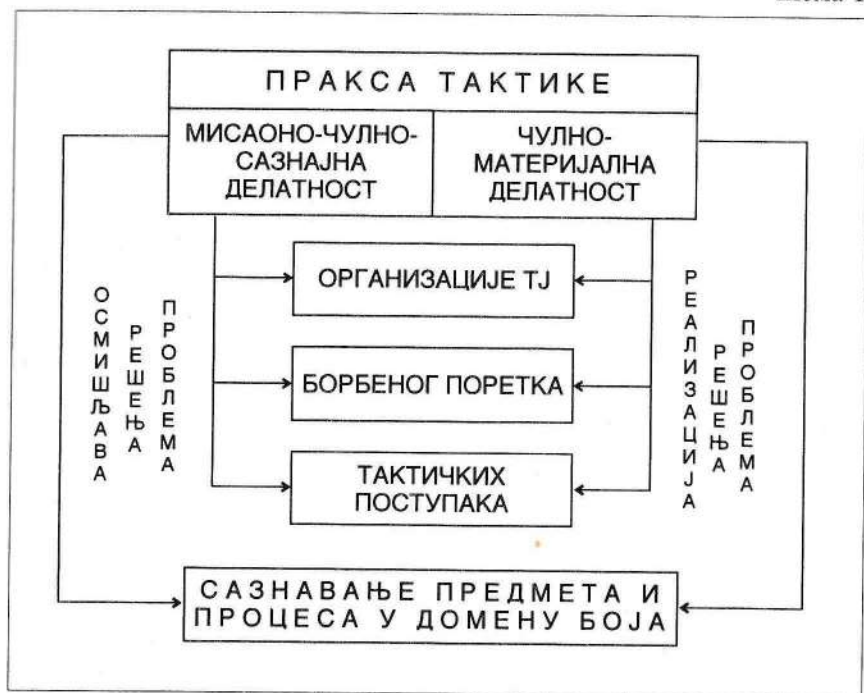 ПРАКСА ТАКТИКЕ
МИСАОНО-ЧУЛНО-
САЗНАЈНА
ДЕЛАТНОСТ
ЧУЛНО-
МАТЕРИЈАЛНА
ДЕЛАТНОСТ
ОРГАНИЗАЦИЈЕ ТЈ
БОРБЕНОГ ПОРЕТКА
ТАКТИЧКИХ
ПОСТУПАКА
ОСМИШЉАВА
РЕШЕЊА
ПРОБЛЕМА
РЕАЛИЗАЦИЈА
РЕШЕЊА
ПРОБЛЕМА
САЗНАВАЊЕ ПРЕДМЕТА И
ПРОЦЕСА У ДОМЕНУ БОЈА